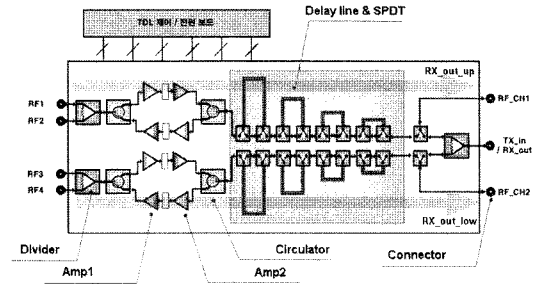 Delay line & SPDT
TDL 제어 / 전원 보드
RX_out_up
RF1
RF2
RF_CH1
TX_in
/ RX_out
RF3
RF4
RF_CH2
RX_out_low
Divider
Circulator
Connector
Amp1
Amp2